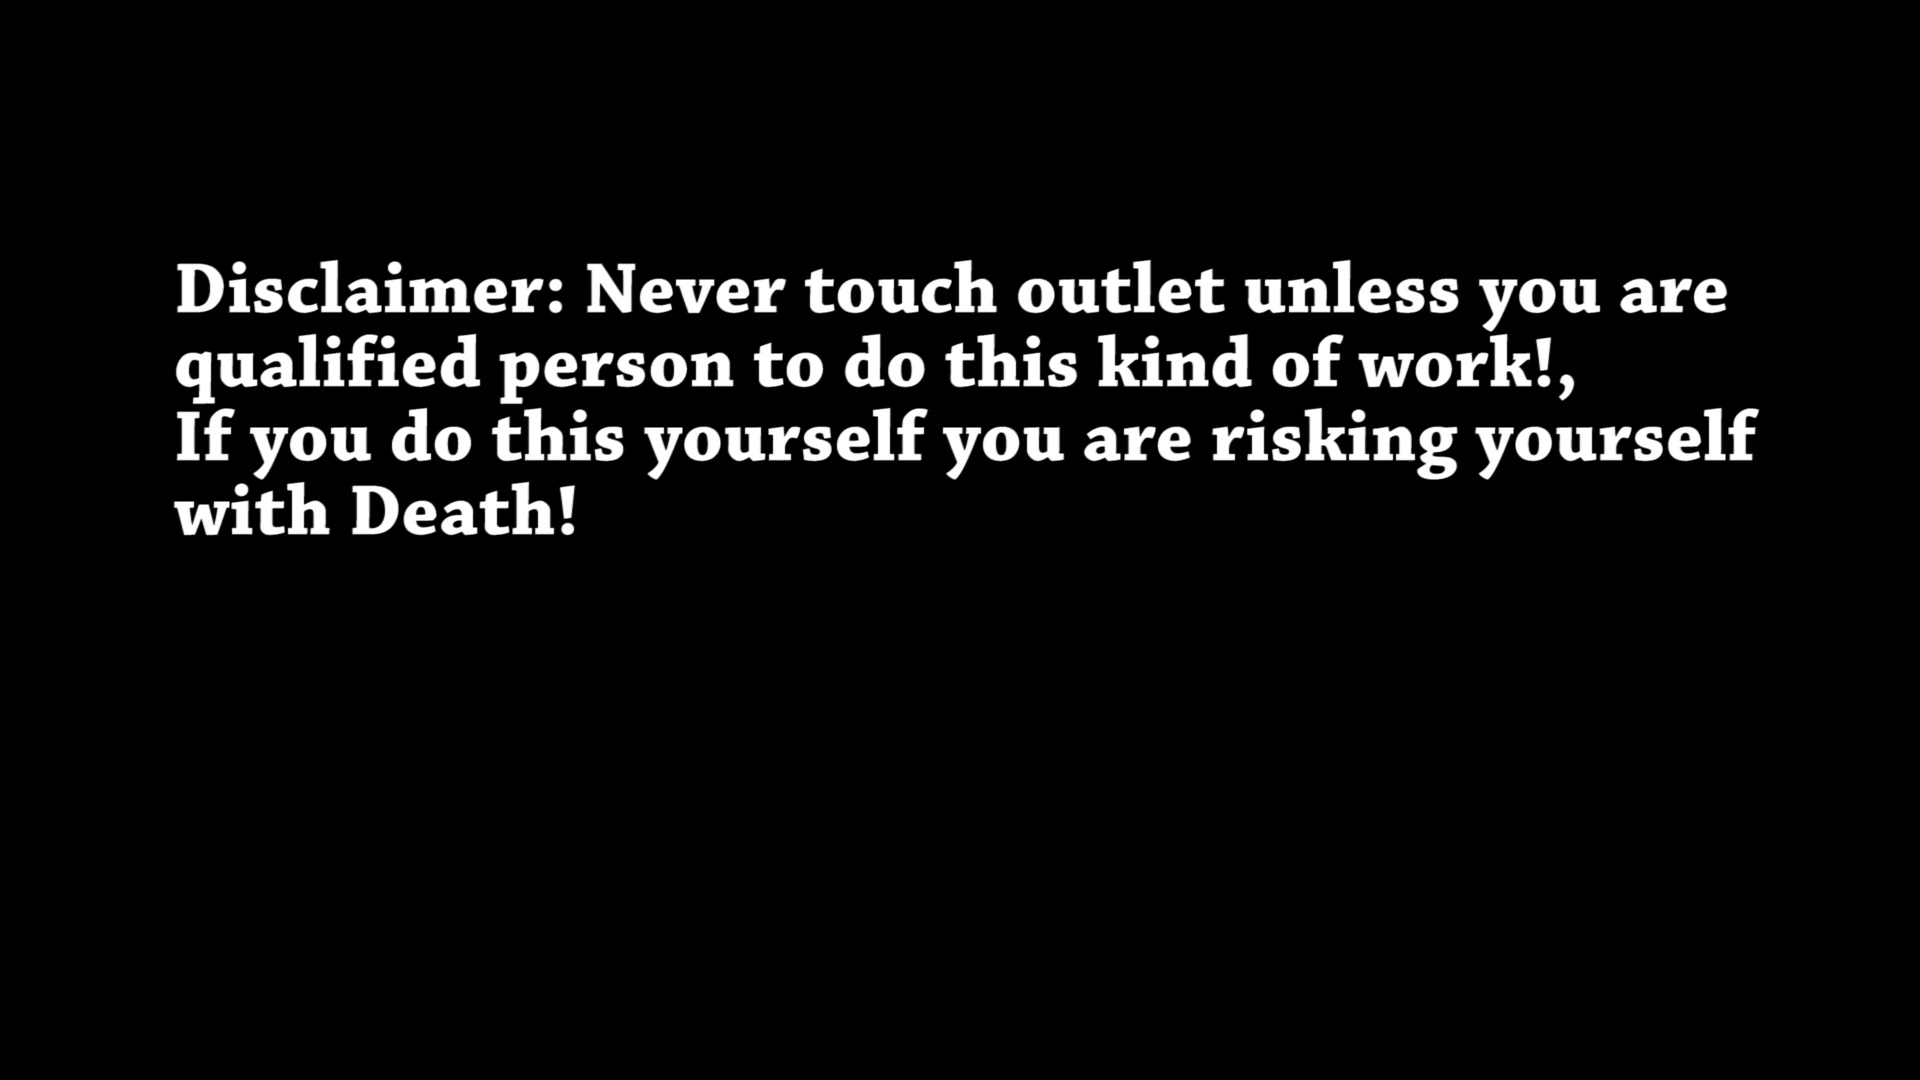 Disclaimer: Never touch outlet unless you are
qualified person to do this kind of work!,
If you do this yourself you are risking yourself
with Death!